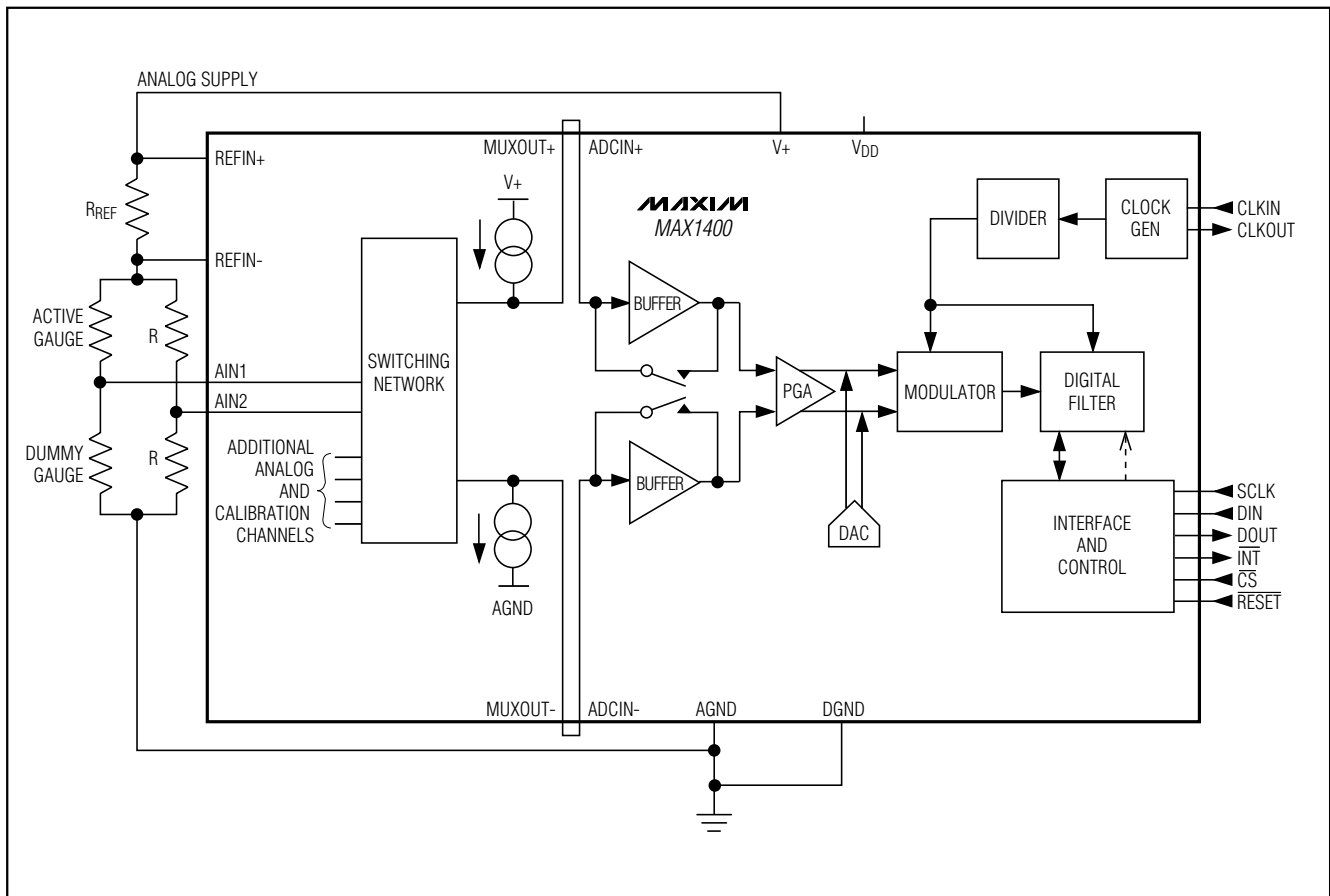 ANALOG SUPPLY
MUXOUT+
ADCIN+
V+
VDD
REFIN+
RREF
REFIN-
V+
MAXIM
MAX1400
DIVIDER
CLOCK
GEN
CLKIN
CLKOUT
ACTIVE
GAUGE
R
AIN1
AIN2
SWITCHING
NETWORK
BUFFER
PGA
MODULATOR
DIGITAL
FILTER
DUMMY
GAUGE
R
ADDITIONAL
ANALOG
AND
CALIBRATION
CHANNELS
BUFFER
DAC
AGND
INTERFACE
AND
CONTROL
SCLK
DIN
DOUT
INT
CS
RESET
MUXOUT-
ADCIN-
AGND
DGND